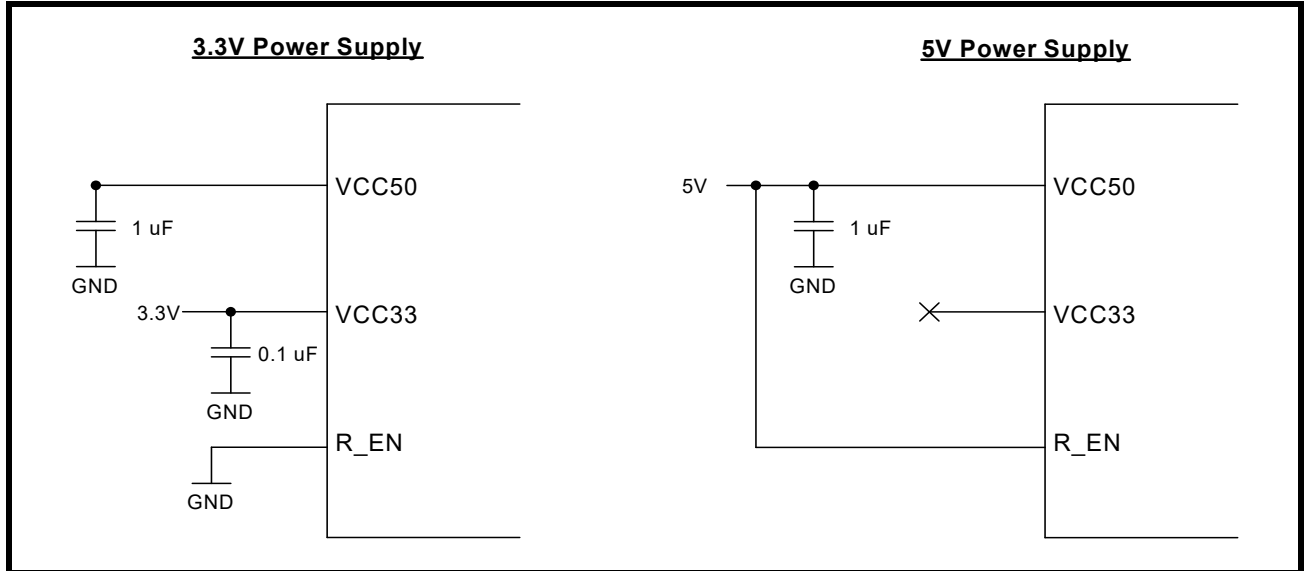 3.3V Power Supply
VCC50
1 uF
GND
3.3V
VCC33
0.1 uF
GND
R_EN
GND
5V Power Supply
5V
VCC50
1 uF
GND
VCC33
R_EN